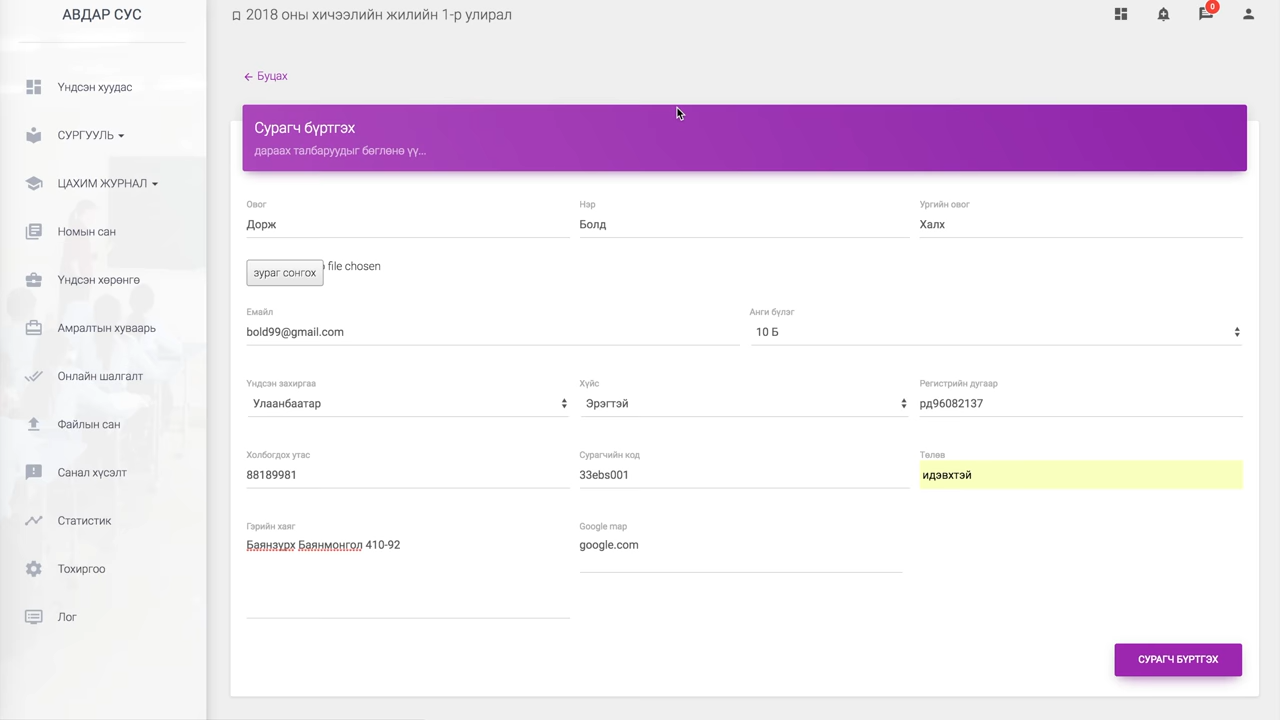 АВДАР СУС
2018 оны хичээлийн жилийн 1-р улирал
0
Үндсэн хуудас
СУРГУУЛЬ
ЦАХИМ ЖУРНАЛ
Номын сан
Үндсэн хөрөнгө
Амралтын хуваарь
Онлайн шалгалт
Файлын сан
Санал хүсэлт
Статистик
Тохиргоо
Лог
Буцах
Сурагч бүртгэх
дараах талбаруудыг бөглөнө үү...
Овог
Нэр
Ургийн овог
Дорж
Болд
Халх
зураг сонгох
file chosen
Емайл
Анги бүлэг
bold99@gmail.com
10 Б
Үндсэн захиргаа
Хүйс
Регистрийн дугаар
Улаанбаатар
Эрэгтэй
рд96082137
Холбогдох утас
Сурагчийн код
Төлөв
88189981
33ebs001
идэвхтэй
Гэрийн хаяг
Google map
Баянзүрх Баянмонгол 410-92
google.com
СУРАГЧ БҮРТГЭХ